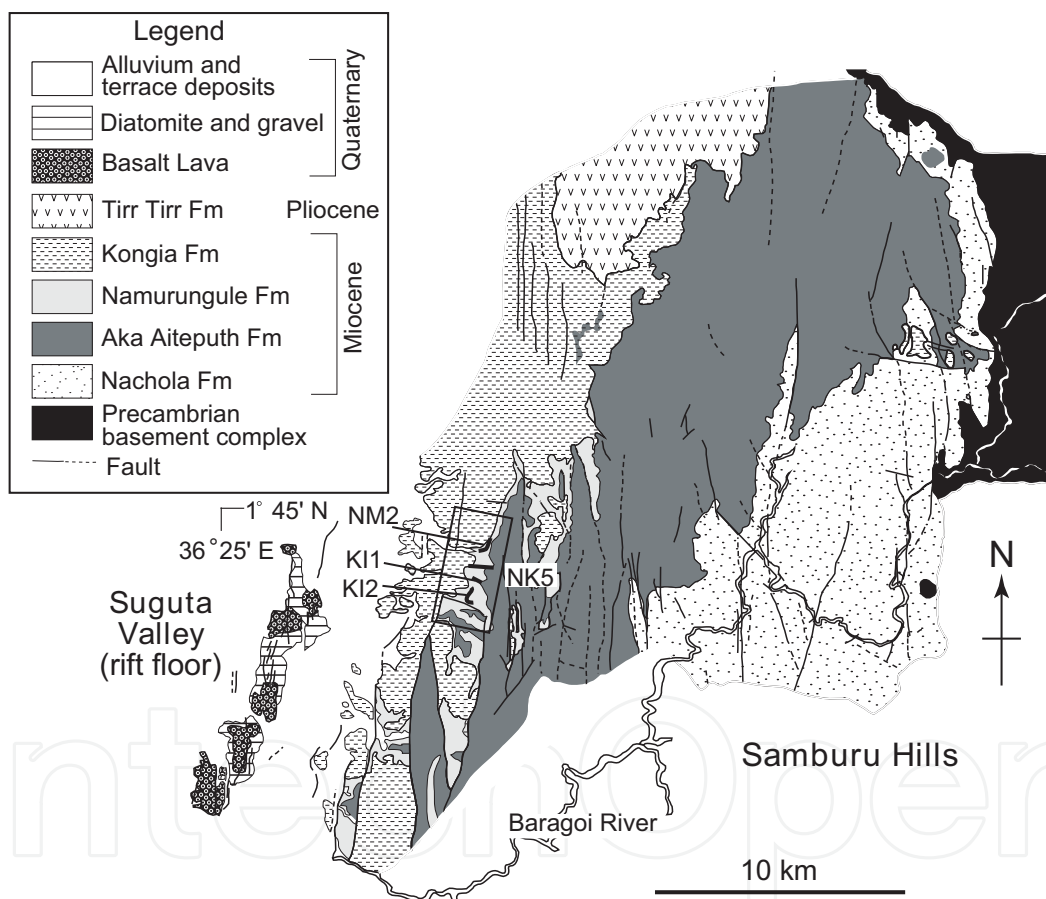 Legend
Alluvium and
terrace deposits
Diatomite and gravel
Basalt Lava
Quaternary
Tirr Tirr Fm
Pliocene
Kongia Fm
Namurungule Fm
Aka Aiteputh Fm
Nachola Fm
Miocene
Precambrian
basement complex
Fault
1° 45' N
36°25' E
NM2
KI1
KI2
NK5
Suguta
Valley
(rift floor)
N
Samburu Hills
Baragoi River
10 km